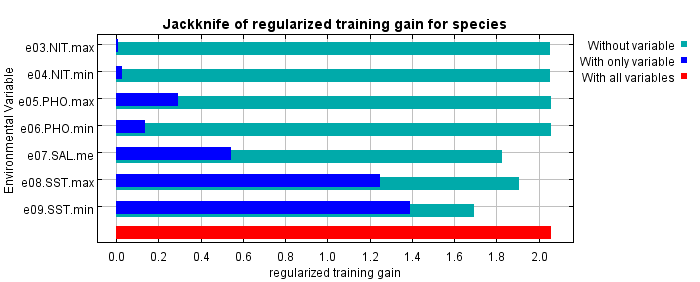 Jackknife of regularized training gain for species
Environmental Variable
e03.NIT.max
e04.NIT.min
e05.PHO.max
e06.PHO.min
e07.SAL.me
e08.SST.max
e09.SST.min
0.0 0.2 0.4 0.6 0.8 1.0 1.2 1.4 1.6 1.8 2.0
regularized training gain
Without variable
With only variable
With all variables